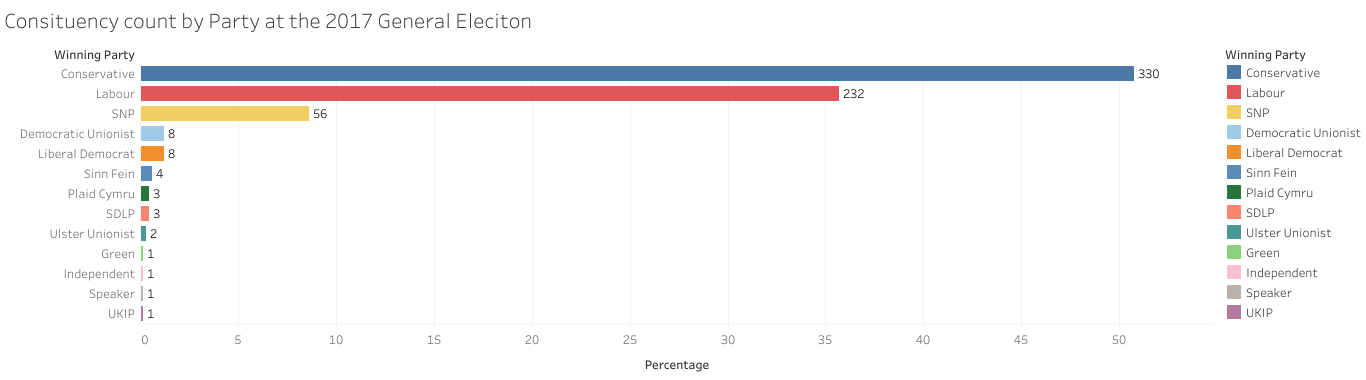 Consituency count by Party at the 2017 General Eleciton
Winning Party
Conservative 330
Labour 232
SNP 56
Democratic Unionist 8
Liberal Democrat 8
Sinn Fein 4
Plaid Cymru 3
SDLP 3
Ulster Unionist 2
Green 1
Independent 1
Speaker 1
UKIP 1
0 5 10 15 20 25 30 35 40 45 50
Percentage
Winning Party
Conservative
Labour
SNP
Democratic Unionist
Liberal Democrat
Sinn Fein
Plaid Cymru
SDLP
Ulster Unionist
Green
Independent
Speaker
UKIP